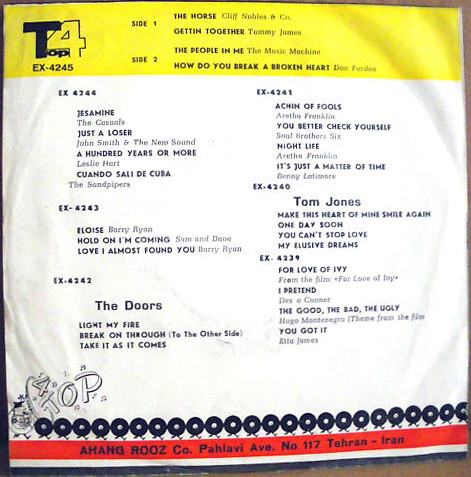 Top 4
EX-4245
SIDE 1
THE HORSE Cliff Nobles & Co.
GETTIN TOGETHER Tommy James
SIDE 2
THE PEOPLE IN ME The Music Machine
HOW DO YOU BREAK A BROKEN HEART Don Fardon
EX 4244
JESAMINE
The Casuals
JUST A LOSER
John Smith & The New Sound
A HUNDRED YEARS OR MORE
Leslie Hart
CUANDO SALI DE CUBA
The Sandpipers
EX-4243
ELOISE Barry Ryan
HOLD ON I'M COMING Sam and Dave
LOVE I ALMOST FOUND YOU Barry Ryan
EX-4242
The Doors
LIGHT MY FIRE
BREAK ON THROUGH (To The Other Side)
TAKE IT AS IT COMES
EX-4241
ACHIN OF FOOLS
Aretha Franklin
YOU BETTER CHECK YOURSELF
Soul Brothers Six
NIGHT LIFE
Aretha Franklin
IT'S JUST A MATTER OF TIME
Benny Latimore
EX-4240
Tom Jones
MAKE THIS HEART OF MINE SMILE AGAIN
ONE DAY SOON
YOU CAN'T STOP LOVE
MY ELUSIVE DREAMS
EX- 4239
FOR LOVE OF IVY
From the film: «For Love of Ivy»
I PRETEND
Des o Conner
THE GOOD, THE BAD, THE UGLY
Hugo Montenegro (Theme from the film
YOU GOT IT
Etta James
4 TOP
AHANG ROOZ Co. Pahlavi Ave. No 117 Tehran - Iran